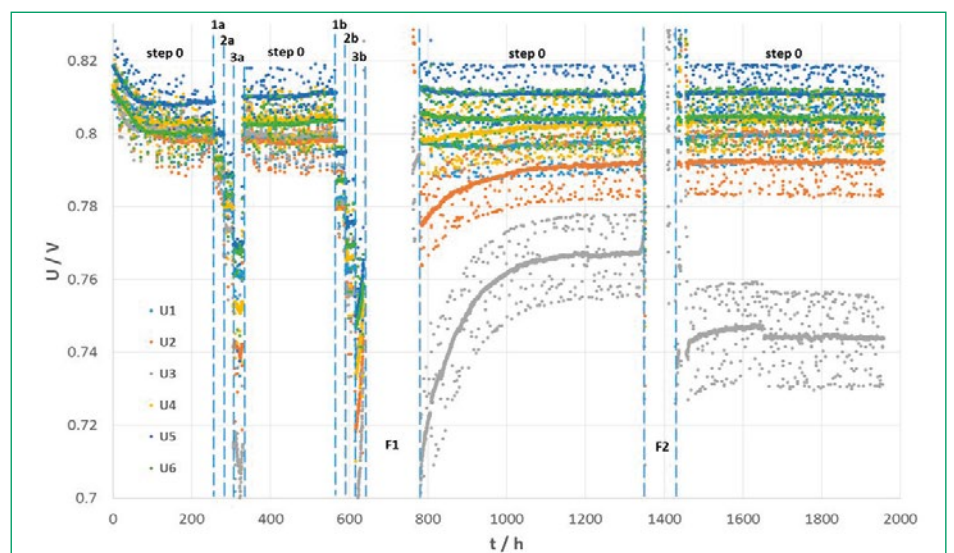 1a 1b
2a 2b
3a 3b
step 0 step 0 step 0 step 0
0.82
0.8
0.78
0.76
0.74
0.72
0.7
U / V
U1
U2
U3
U4
U5
U6
F1 F2
0 200 400 600 800 1000 1200 1400 1600 1800 2000
t / h